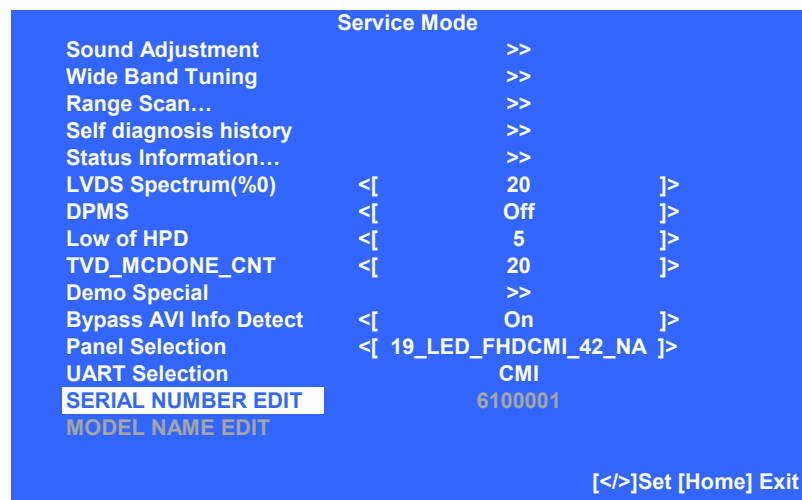 Service Mode
Sound Adjustment >>
Wide Band Tuning >>
Range Scan… >>
Self diagnosis history >>
Status Information… >>
LVDS Spectrum(%0) <[ 20 ]>
DPMS <[ Off ]>
Low of HPD <[ 5 ]>
TVD_MCDONE_CNT <[ 20 ]>
Demo Special >>
Bypass AVI Info Detect <[ On ]>
Panel Selection <[ 19_LED_FHDCMI_42_NA ]>
UART Selection CMI
SERIAL NUMBER EDIT 6100001
MODEL NAME EDIT
[</>]Set [Home] Exit